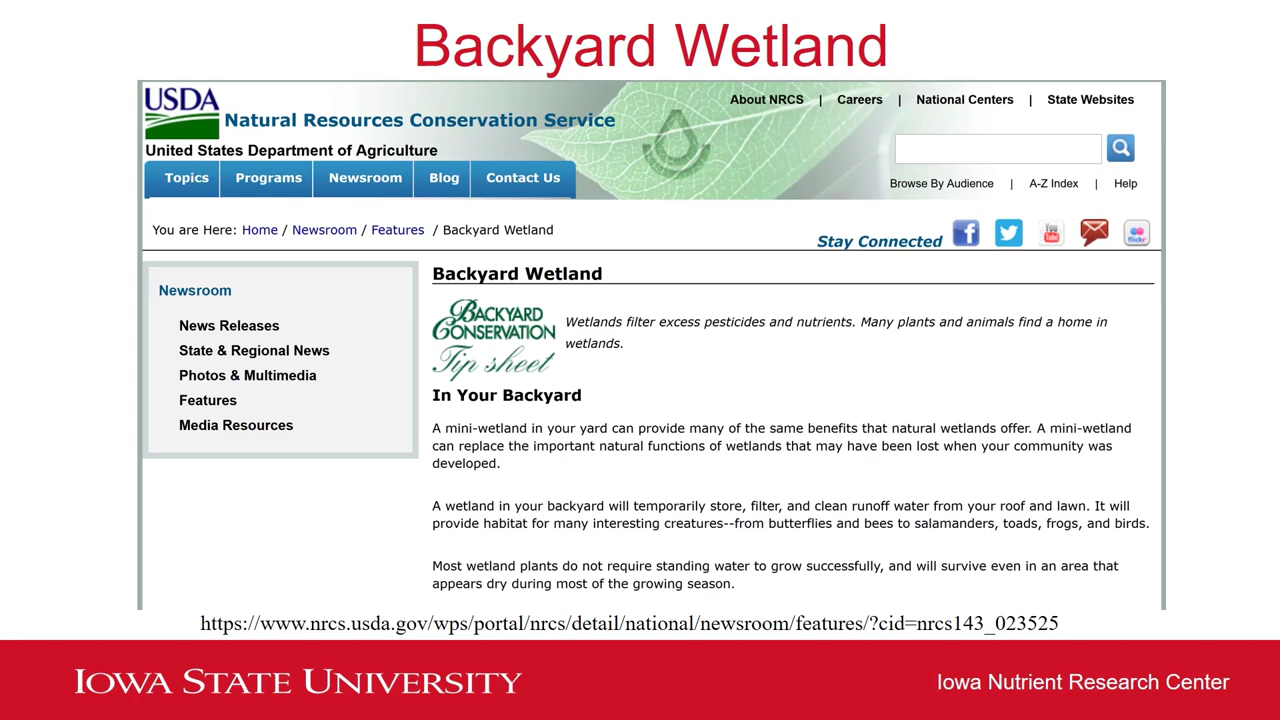 Backyard Wetland
USDA
Natural Resources Conservation Service
United States Department of Agriculture
About NRCS | Careers | National Centers | State Websites
Browse By Audience | A-Z Index | Help
Topics Programs Newsroom Blog Contact Us
You are Here: Home / Newsroom / Features / Backyard Wetland
Stay Connected
You Tube
flickr
Newsroom
News Releases
State & Regional News
Photos & Multimedia
Features
Media Resources
Backyard Wetland
BACKYARD
CONSERVATION
Tip sheet
Wetlands filter excess pesticides and nutrients. Many plants and animals find a home in
wetlands.
In Your Backyard
A mini-wetland in your yard can provide many of the same benefits that natural wetlands offer. A mini-wetland
can replace the important natural functions of wetlands that may have been lost when your community was
developed.
A wetland in your backyard will temporarily store, filter, and clean runoff water from your roof and lawn. It will
provide habitat for many interesting creatures--from butterflies and bees to salamanders, toads, frogs, and birds.
Most wetland plants do not require standing water to grow successfully, and will survive even in an area that
appears dry during most of the growing season.
https://www.nrcs.usda.gov/wps/portal/nrcs/detail/national/newsroom/features/?cid=nrcs143_023525
IOWA STATE UNIVERSITY
Iowa Nutrient Research Center